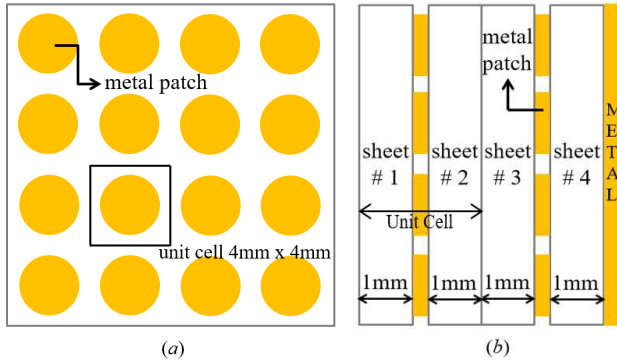 metal patch
unit cell 4mm x 4mm
(a)
metal
patch
sheet
# 1
sheet
# 2
sheet
# 3
sheet
# 4
METAL
Unit Cell
1mm
1mm
1mm
1mm
(b)